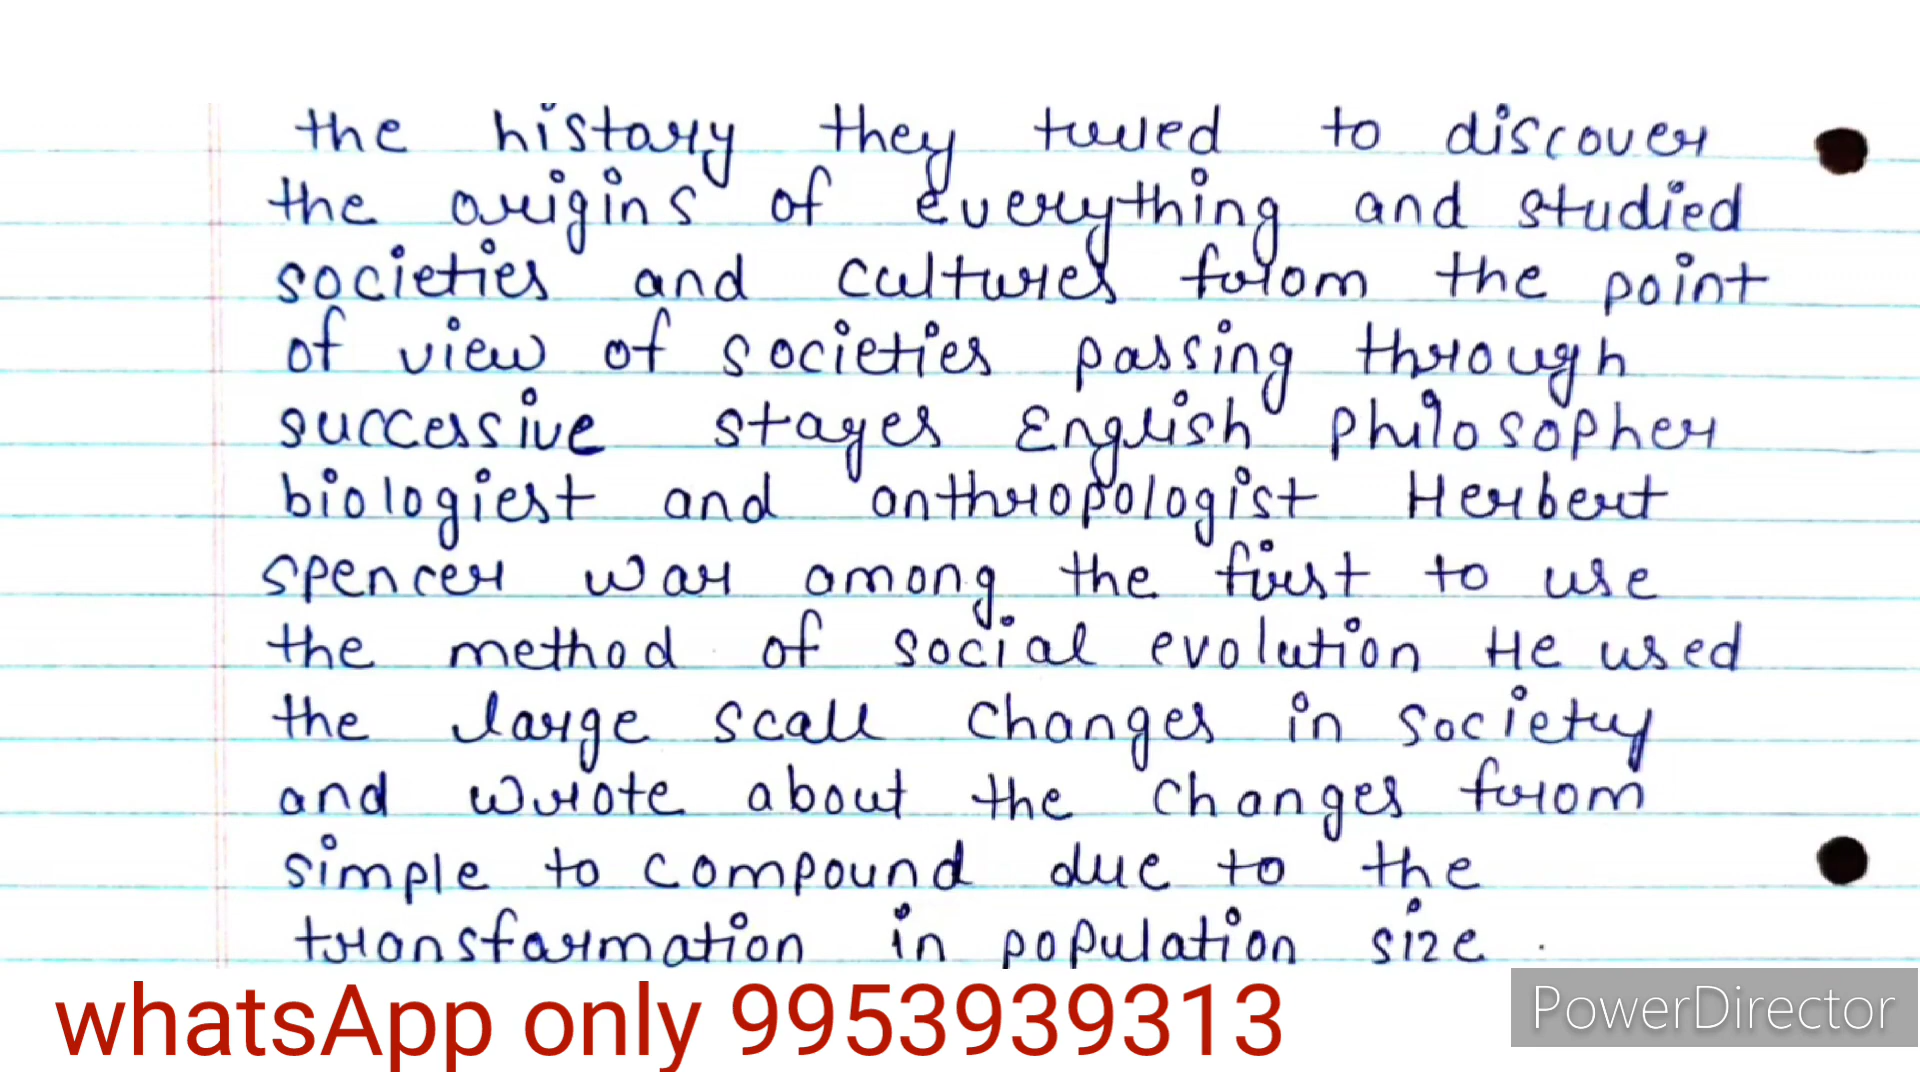 the history they tried to discover
the origins of everything and studied
societies and cultures from the point
of view of societies passing through
successive stages English philosopher
biologiest and anthropologist Herbert
spencer was among the first to use
the method of social evolution He used
the large scale changes in society
and wrote about the changes from
simple to compound due to the
transformation in population size.
whatsApp only 9953939313
PowerDirector